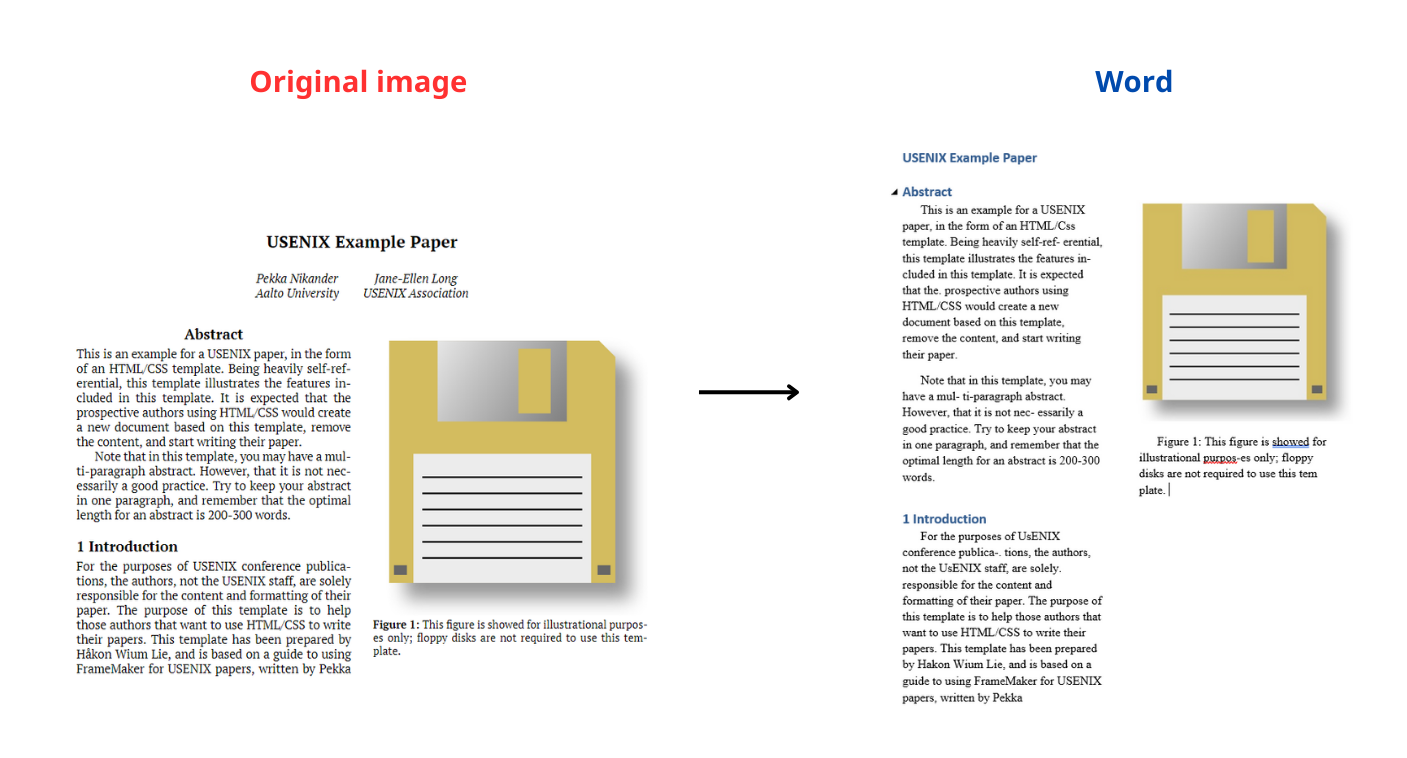 Original image
USENIX Example Paper
Pekka Nikander
Aalto University
Jane-Ellen Long
USENIX Association
Abstract
This is an example for a USENIX paper, in the form
of an HTML/CSS template. Being heavily self-ref-
erential, this template illustrates the features in-
cluded in this template. It is expected that the
prospective authors using HTML/CSS would create
a new document based on this template, remove
the content, and start writing their paper.
Note that in this template, you may have a mul-
ti-paragraph abstract. However, that it is not nec-
essarily a good practice. Try to keep your abstract
in one paragraph, and remember that the optimal
length for an abstract is 200-300 words.
1 Introduction
For the purposes of USENIX conference publica-
tions, the authors, not the USENIX staff, are solely
responsible for the content and formatting of their
paper. The purpose of this template is to help
those authors that want to use HTML/CSS to write
their papers. This template has been prepared by
Håkon Wium Lie, and is based on a guide to using
FrameMaker for USENIX papers, written by Pekka
Figure 1: This figure is showed for illustrational purpos-
es only; floppy disks are not required to use this tem-
plate.
Word
USENIX Example Paper
Abstract
This is an example for a USENIX
paper, in the form of an HTML/Css
template. Being heavily self-ref- erential,
this template illustrates the features in-
cluded in this template. It is expected
that the. prospective authors using
HTML/CSS would create a new
document based on this template,
remove the content, and start writing
their paper.
Note that in this template, you may
have a mul- ti-paragraph abstract.
However, that it is not nec- essarily a
good practice. Try to keep your abstract
in one paragraph, and remember that the
optimal length for an abstract is 200-300
words.
1 Introduction
For the purposes of UsENIX
conference publica-. tions, the authors,
not the UsENIX staff, are solely.
responsible for the content and
formatting of their paper. The purpose of
this template is to help those authors that
want to use HTML/CSS to write their
papers. This template has been prepared
by Hakon Wium Lie, and is based on a
guide to using FrameMaker for USENIX
papers, written by Pekka
Figure 1: This figure is showed for
illustrational purpos-es only; floppy
disks are not required to use this tem
plate.